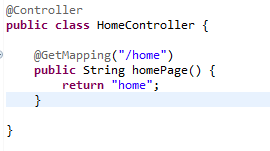 @Controller
public class HomeController {
@GetMapping("/home")
public String homePage() {
return "home";
}
}